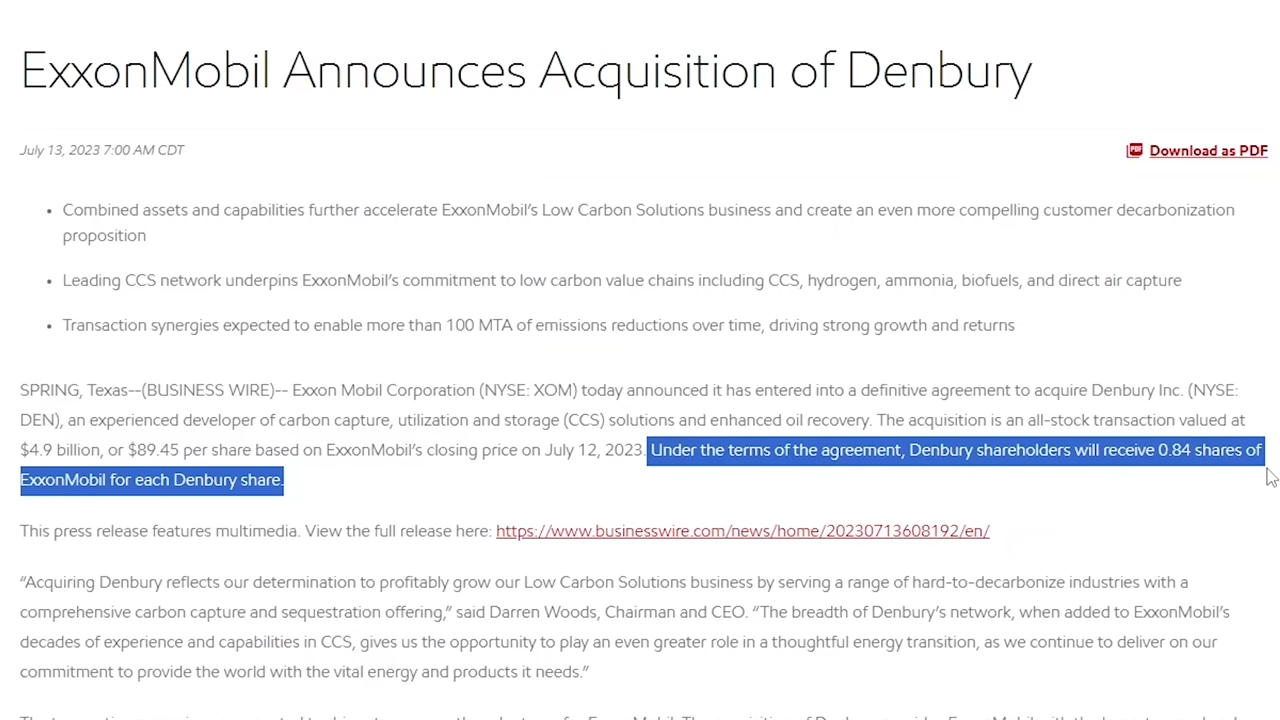 ExxonMobil Announces Acquisition of Denbury
July 13, 2023 7:00 AM CDT
PDF Download as PDF
• Combined assets and capabilities further accelerate ExxonMobil's Low Carbon Solutions business and create an even more compelling customer decarbonization
proposition
• Leading CCS network underpins ExxonMobil's commitment to low carbon value chains including CCS, hydrogen, ammonia, biofuels, and direct air capture
• Transaction synergies expected to enable more than 100 MTA of emissions reductions over time, driving strong growth and returns
SPRING, Texas--(BUSINESS WIRE)-- Exxon Mobil Corporation (NYSE: XOM) today announced it has entered into a definitive agreement to acquire Denbury Inc. (NYSE:
DEN), an experienced developer of carbon capture, utilization and storage (CCS) solutions and enhanced oil recovery. The acquisition is an all-stock transaction valued at
$4.9 billion, or $89.45 per share based on ExxonMobil's closing price on July 12, 2023. Under the terms of the agreement, Denbury shareholders will receive 0.84 shares of
ExxonMobil for each Denbury share.
This press release features multimedia. View the full release here: https://www.businesswire.com/news/home/20230713608192/en/
“Acquiring Denbury reflects our determination to profitably grow our Low Carbon Solutions business by serving a range of hard-to-decarbonize industries with a
comprehensive carbon capture and sequestration offering,” said Darren Woods, Chairman and CEO. “The breadth of Denbury's network, when added to ExxonMobil's
decades of experience and capabilities in CCS, gives us the opportunity to play an even greater role in a thoughtful energy transition, as we continue to deliver on our
commitment to provide the world with the vital energy and products it needs.”